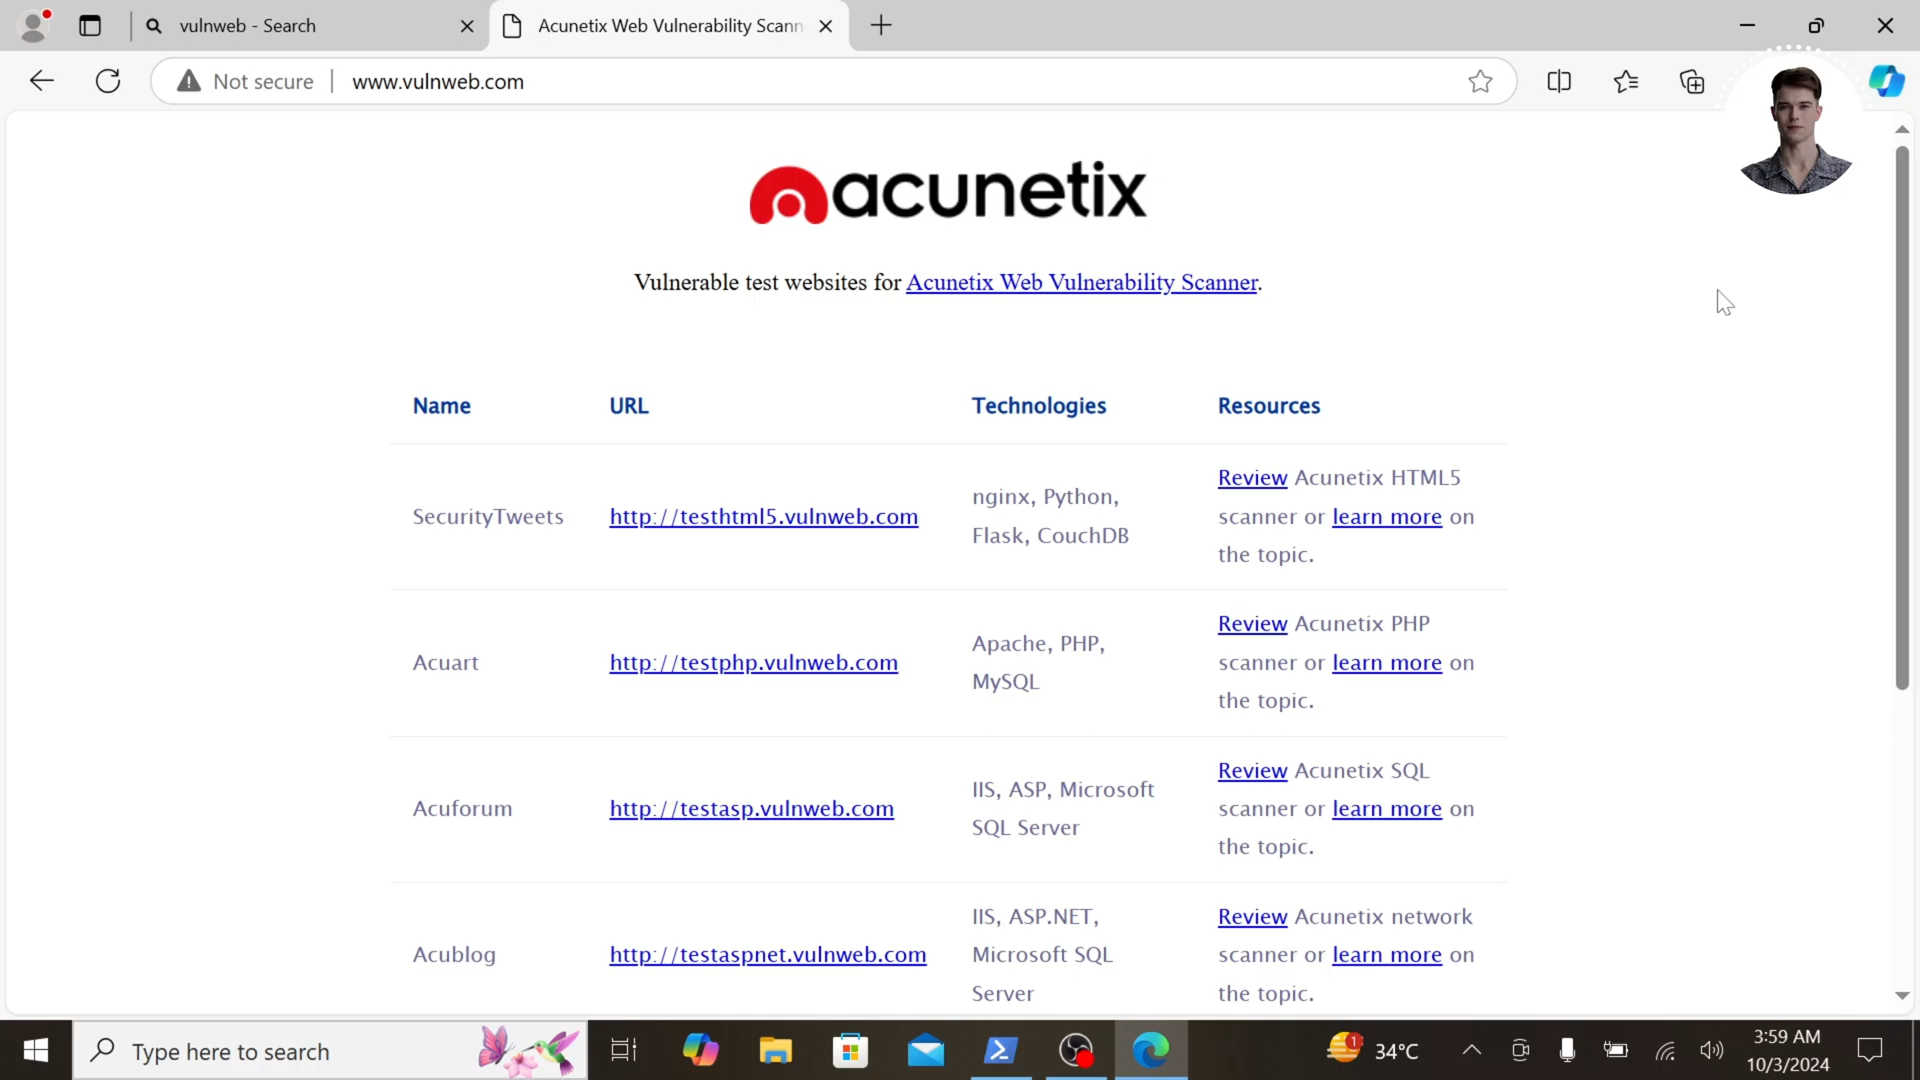 vulnweb - Search
Acunetix Web Vulnerability Scann
Not secure
www.vulnweb.com
acunetix
Vulnerable test websites for Acunetix Web Vulnerability Scanner.
Name URL Technologies Resources
SecurityTweets http://testhtml5.vulnweb.com nginx, Python,
Flask, CouchDB
Review Acunetix HTML5
scanner or learn more on
the topic.
Acuart http://testphp.vulnweb.com Apache, PHP,
MySQL
Review Acunetix PHP
scanner or learn more on
the topic.
Acuforum http://testasp.vulnweb.com IIS, ASP, Microsoft
SQL Server
Review Acunetix SQL
scanner or learn more on
the topic.
Acublog http://testaspnet.vulnweb.com IIS, ASP.NET,
Microsoft SQL
Server
Review Acunetix network
scanner or learn more on
the topic.
Type here to search
1
34°C
3:59 AM
10/3/2024